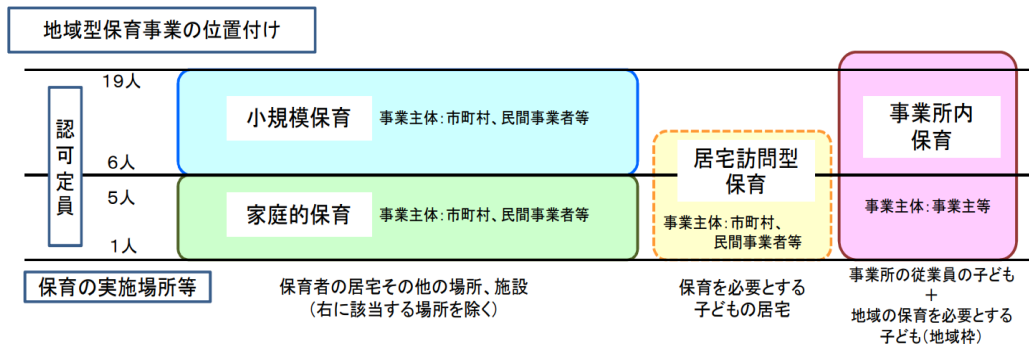 地域型保育事業の位置付け
認可定員
19人
6人
5人
1人
小規模保育
事業主体:市町村、民間事業者等
家庭的保育
事業主体:市町村、民間事業者等
居宅訪問型
保育
事業主体:市町村、
民間事業者等
事業所内
保育
事業主体:事業主等
保育の実施場所等
保育者の居宅その他の場所、施設
(右に該当する場所を除く)
保育を必要とする
子どもの居宅
事業所の従業員の子ども
+
地域の保育を必要とする
子ども(地域枠)